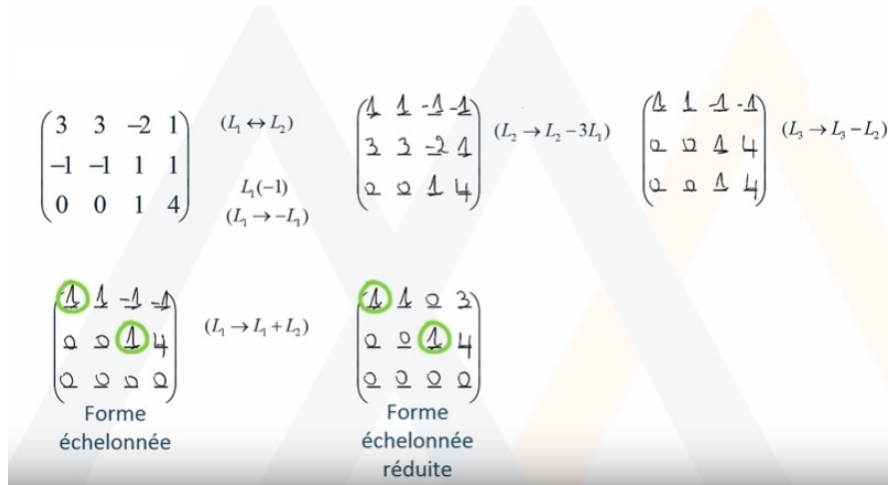 3 3 -2 1
-1 -1 1 1
0 0 1 4
(L₁ ↔ L₂)
L₁(-1)
(L₁ → -L₁)
1 1 -1 -1
3 3 -2 1
0 0 1 4
(L₂ → L₂ - 3L₁)
1 1 -1 -1
0 0 1 4
0 0 1 4
(L₃ → L₃ - L₂)
1 1 -1 -1
0 0 1 4
0 0 0 0
Forme
échelonnée
(L₁ → L₁ + L₂)
1 1 0 3
0 0 1 4
0 0 0 0
Forme
échelonnée
réduite